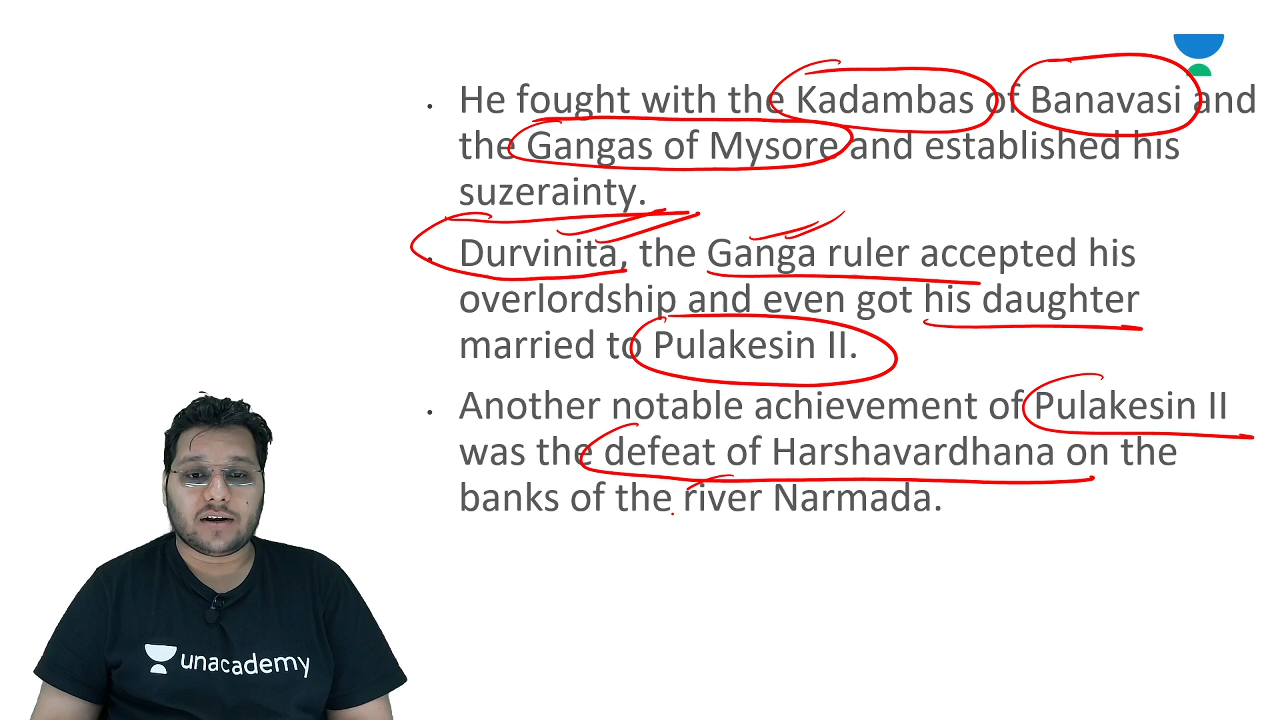 • He fought with the Kadambas of Banavasi and
the Gangas of Mysore and established his
suzerainty.
Durvinita, the Ganga ruler accepted his
overlordship and even got his daughter
married to Pulakesin II.
• Another notable achievement of Pulakesin II
was the defeat of Harshavardhana on the
banks of the river Narmada.
unacademy